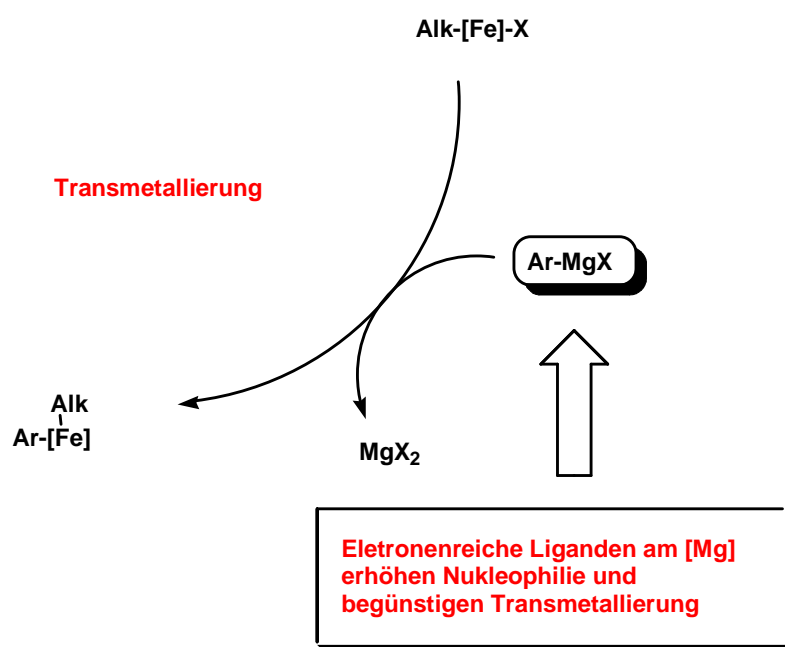 Alk-[Fe]-X
Transmetallierung
Ar-MgX
Alk
Ar-[Fe]
MgX₂
Eletronenreiche Liganden am [Mg]
erhöhen Nukleophilie und
begünstigen Transmetallierung